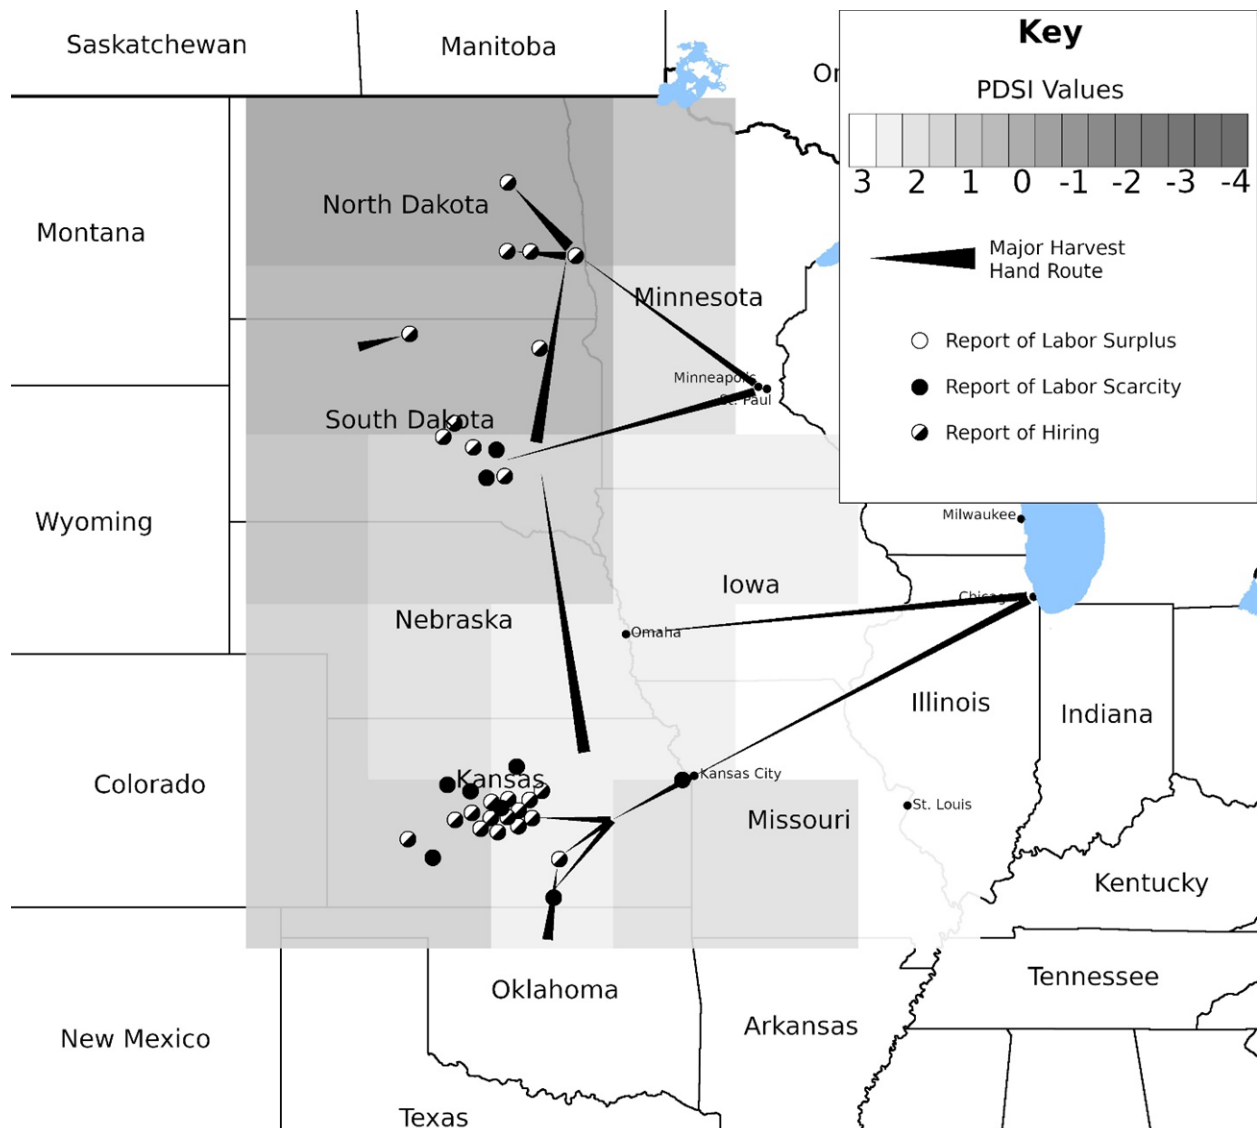 Saskatchewan
Manitoba
Or
Key
PDSI Values
3 2 1 0 -1 -2 -3 -4
Major Harvest
Hand Route
Report of Labor Surplus
Report of Labor Scarcity
Report of Hiring
North Dakota
Montana
Minnesota
Minneapolis
St. Paul
South Dakota
Milwaukee
Wyoming
Iowa
Chicago
Nebraska
Omaha
Illinois
Indiana
Kansas City
Kansas
Colorado
St. Louis
Missouri
Kentucky
Tennessee
Oklahoma
Arkansas
New Mexico
Texas